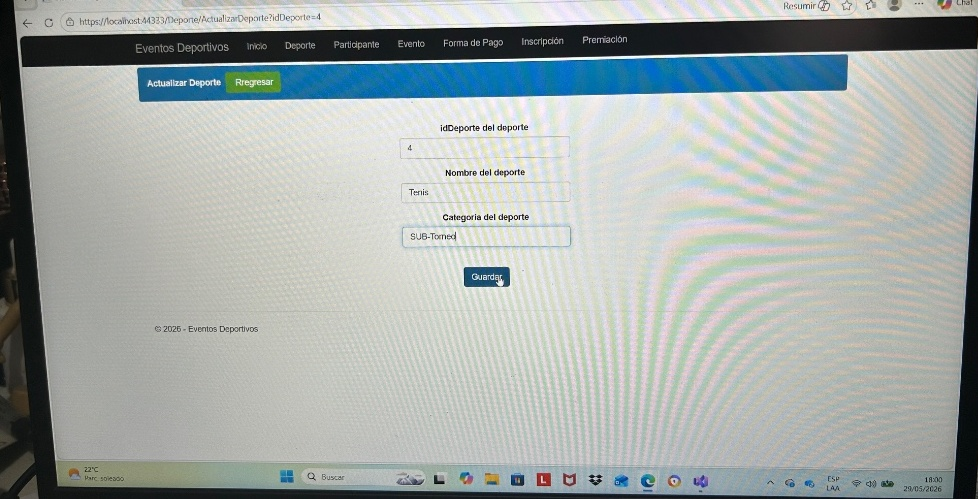 Resumir
Chat
https://localhost:44333/Deporte/ActualizarDeporte?idDeporte=4
Eventos Deportivos Inicio Deporte Participante Evento Forma de Pago Inscripción Premiación
Actualizar Deporte Rregresar
idDeporte del deporte
4
Nombre del deporte
Tenis
Categoria del deporte
SUB-Torneo
Guardar
© 2026 - Eventos Deportivos
22°C
Parc. soleado
Buscar
ESP
LAA
18:00
29/05/2026